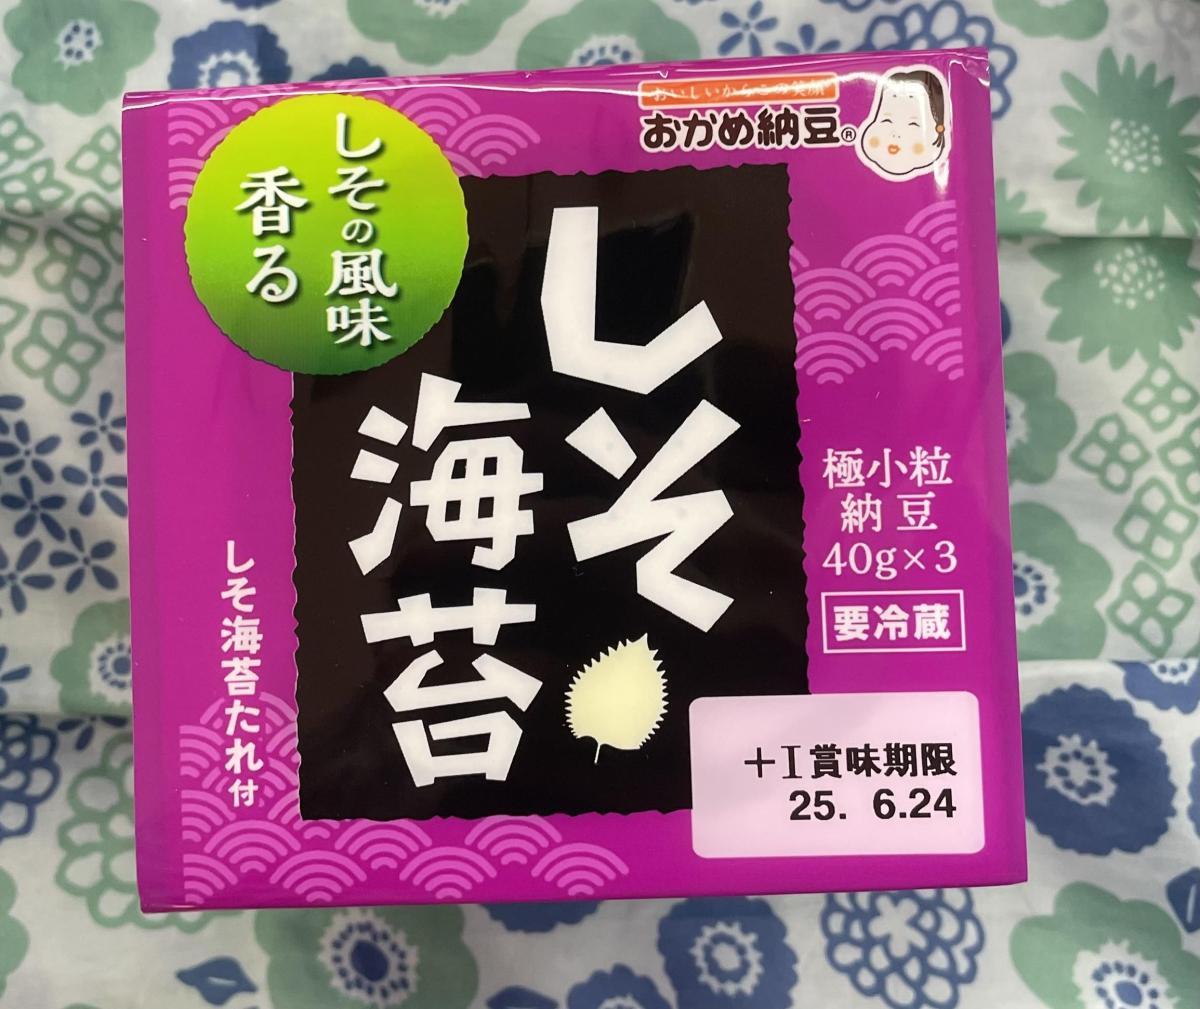 おいしいからこの笑顔
おかめ納豆®
しその風味
香る
しそ
海苔
極小粒
納豆
40g×3
要冷蔵
しそ海苔たれ付
+I賞味期限
25. 6.24